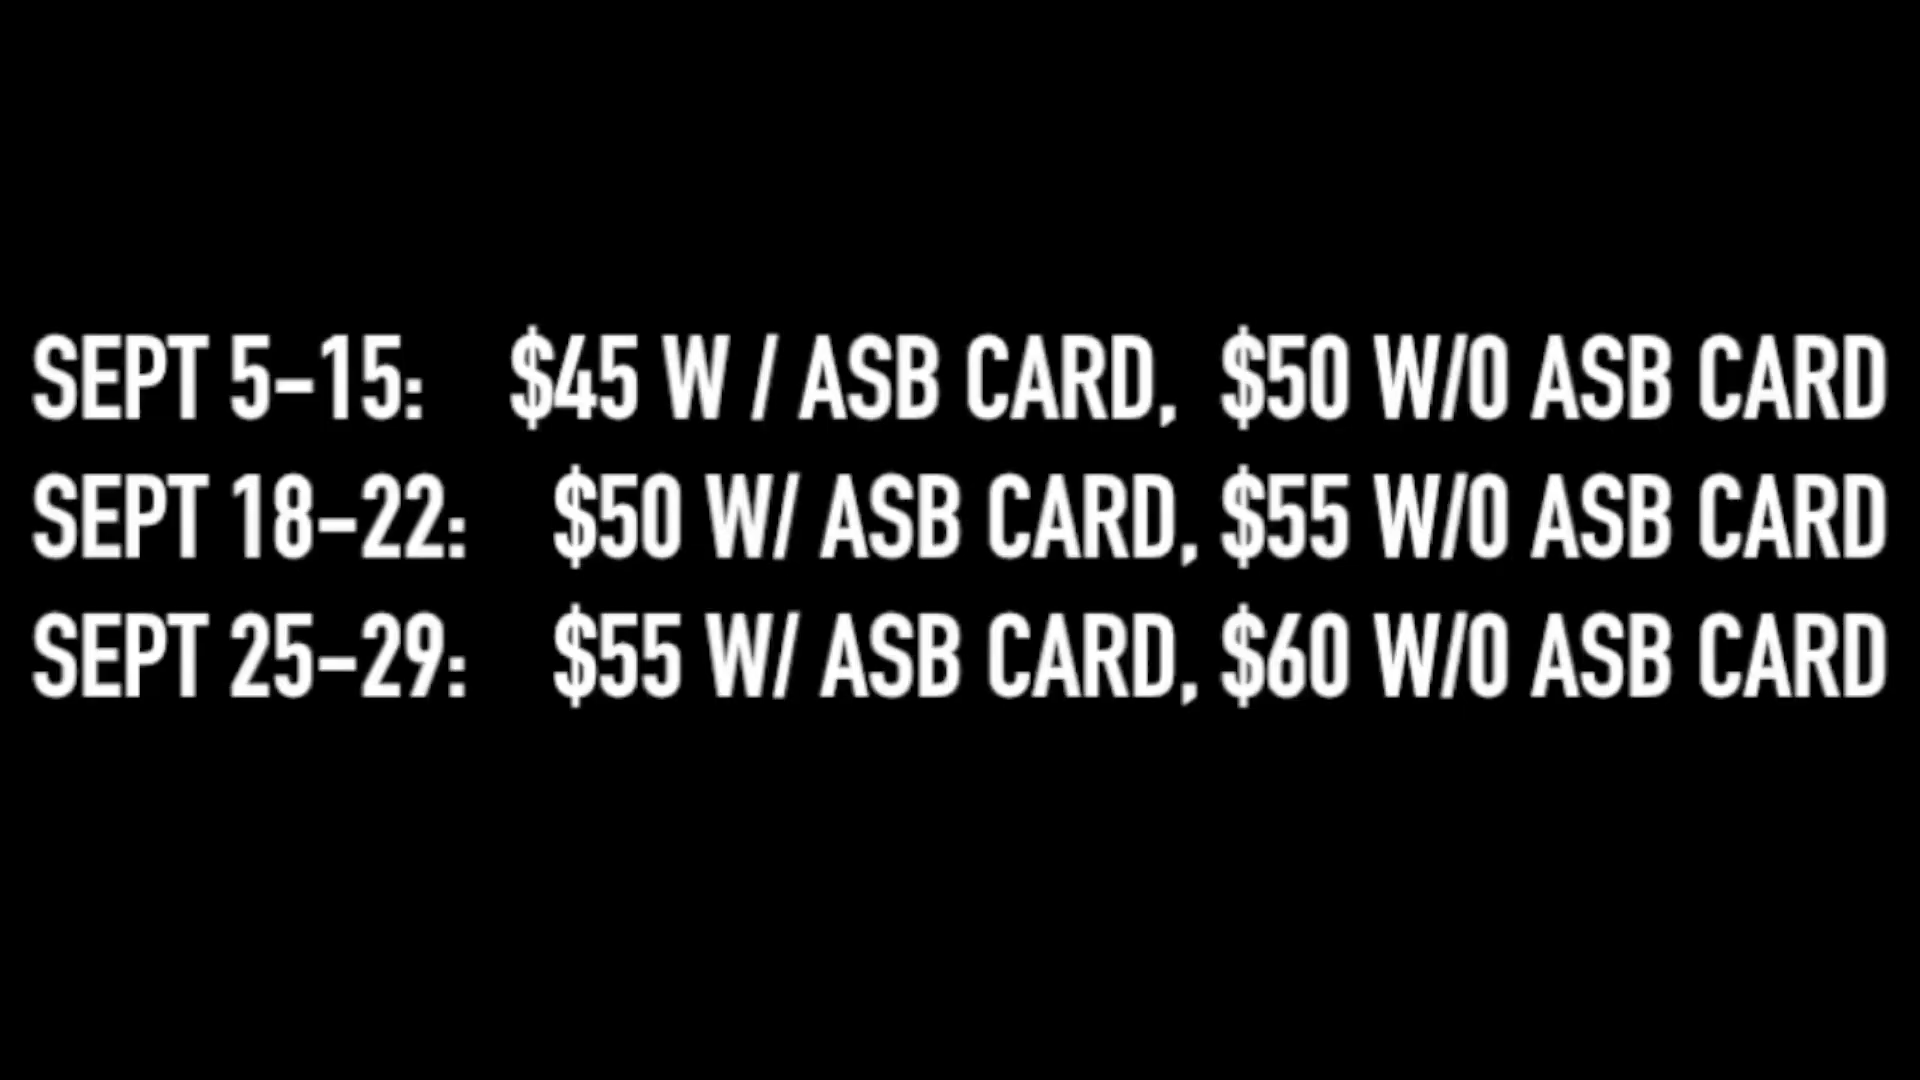 SEPT 5–15: $45 W / ASB CARD, $50 W/O ASB CARD
SEPT 18–22: $50 W/ ASB CARD, $55 W/O ASB CARD
SEPT 25–29: $55 W/ ASB CARD, $60 W/O ASB CARD